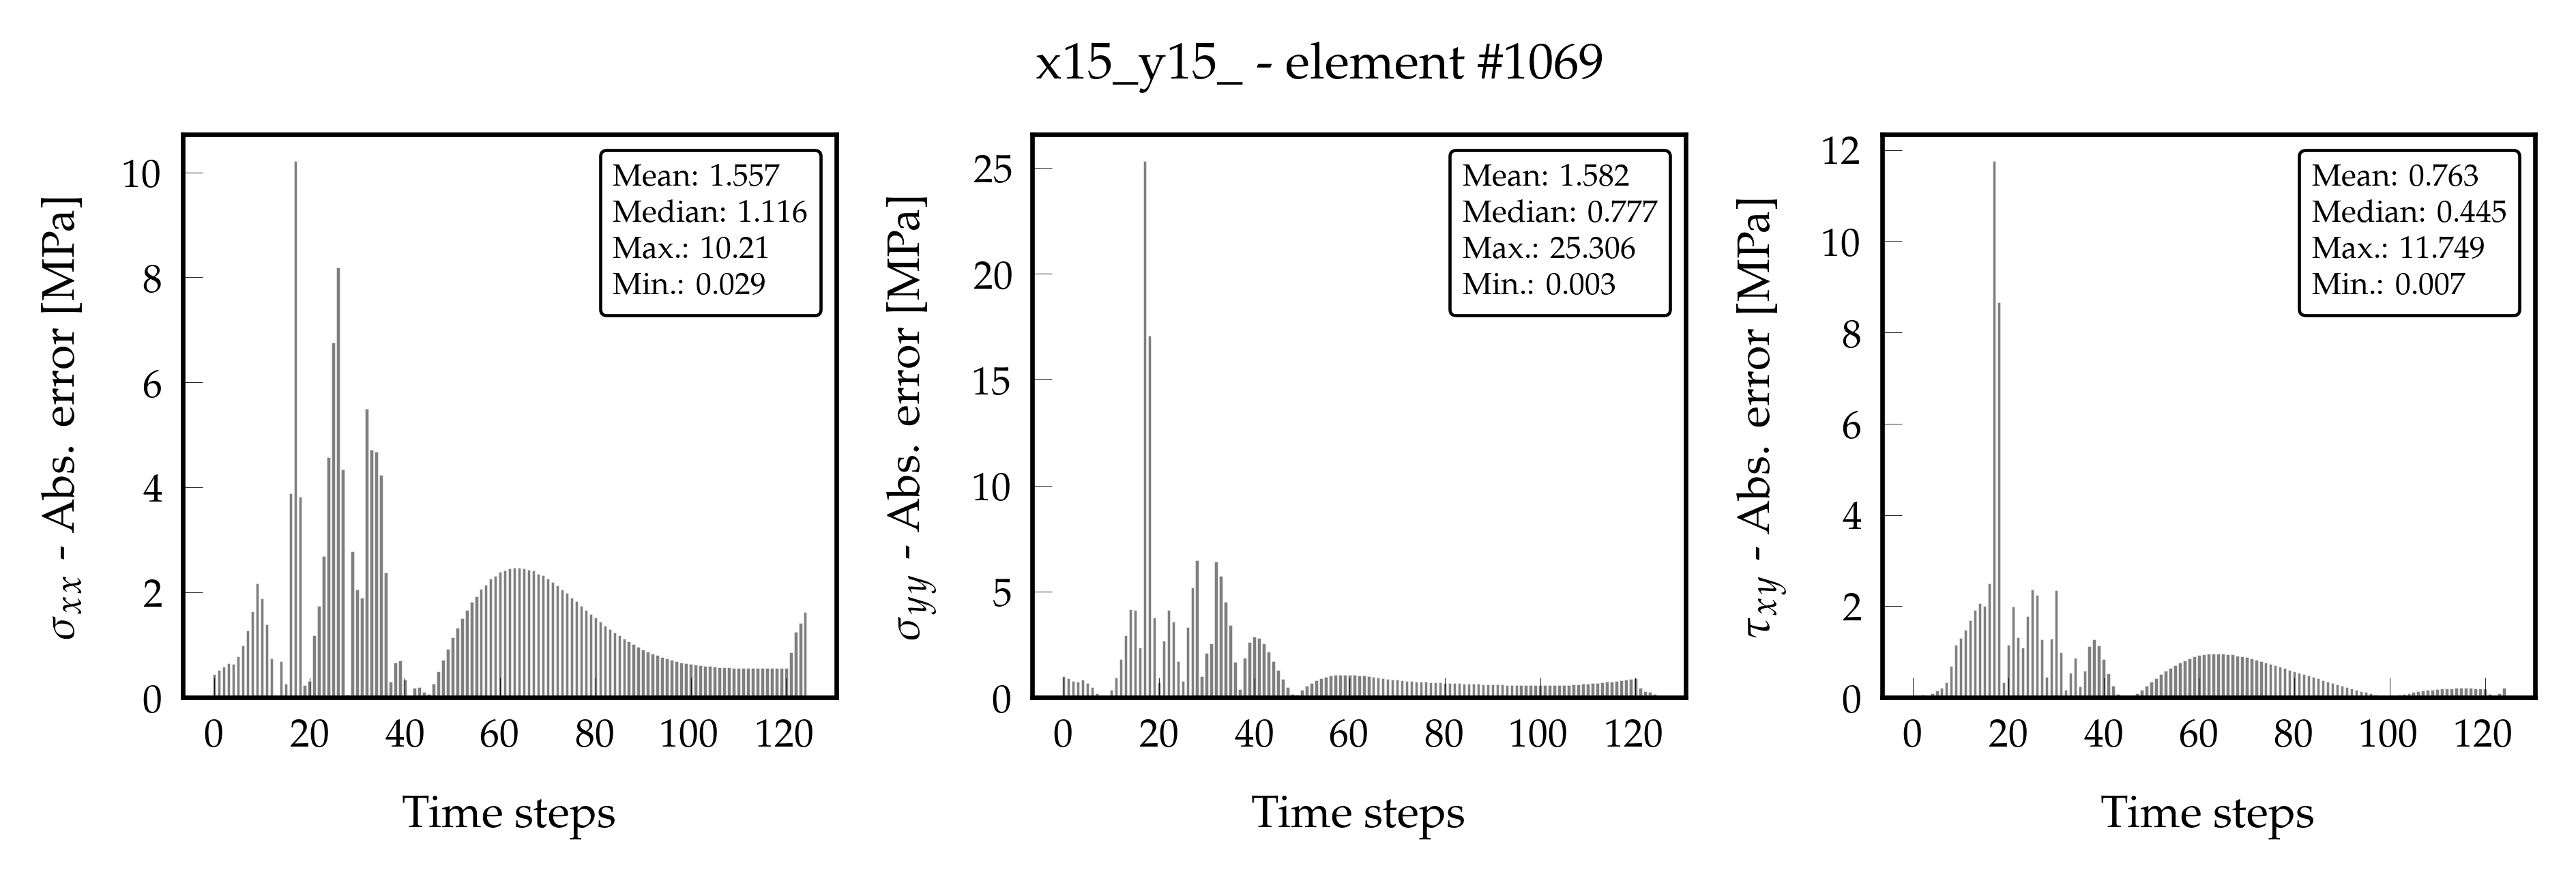 x15_y15_ - element #1069
σxx - Abs. error [MPa]
10
8
6
4
2
0
Mean: 1.557
Median: 1.116
Max.: 10.21
Min.: 0.029
0 20 40 60 80 100 120
Time steps
σyy - Abs. error [MPa]
25
20
15
10
5
0
Mean: 1.582
Median: 0.777
Max.: 25.306
Min.: 0.003
0 20 40 60 80 100 120
Time steps
τxy - Abs. error [MPa]
12
10
8
6
4
2
0
Mean: 0.763
Median: 0.445
Max.: 11.749
Min.: 0.007
0 20 40 60 80 100 120
Time steps